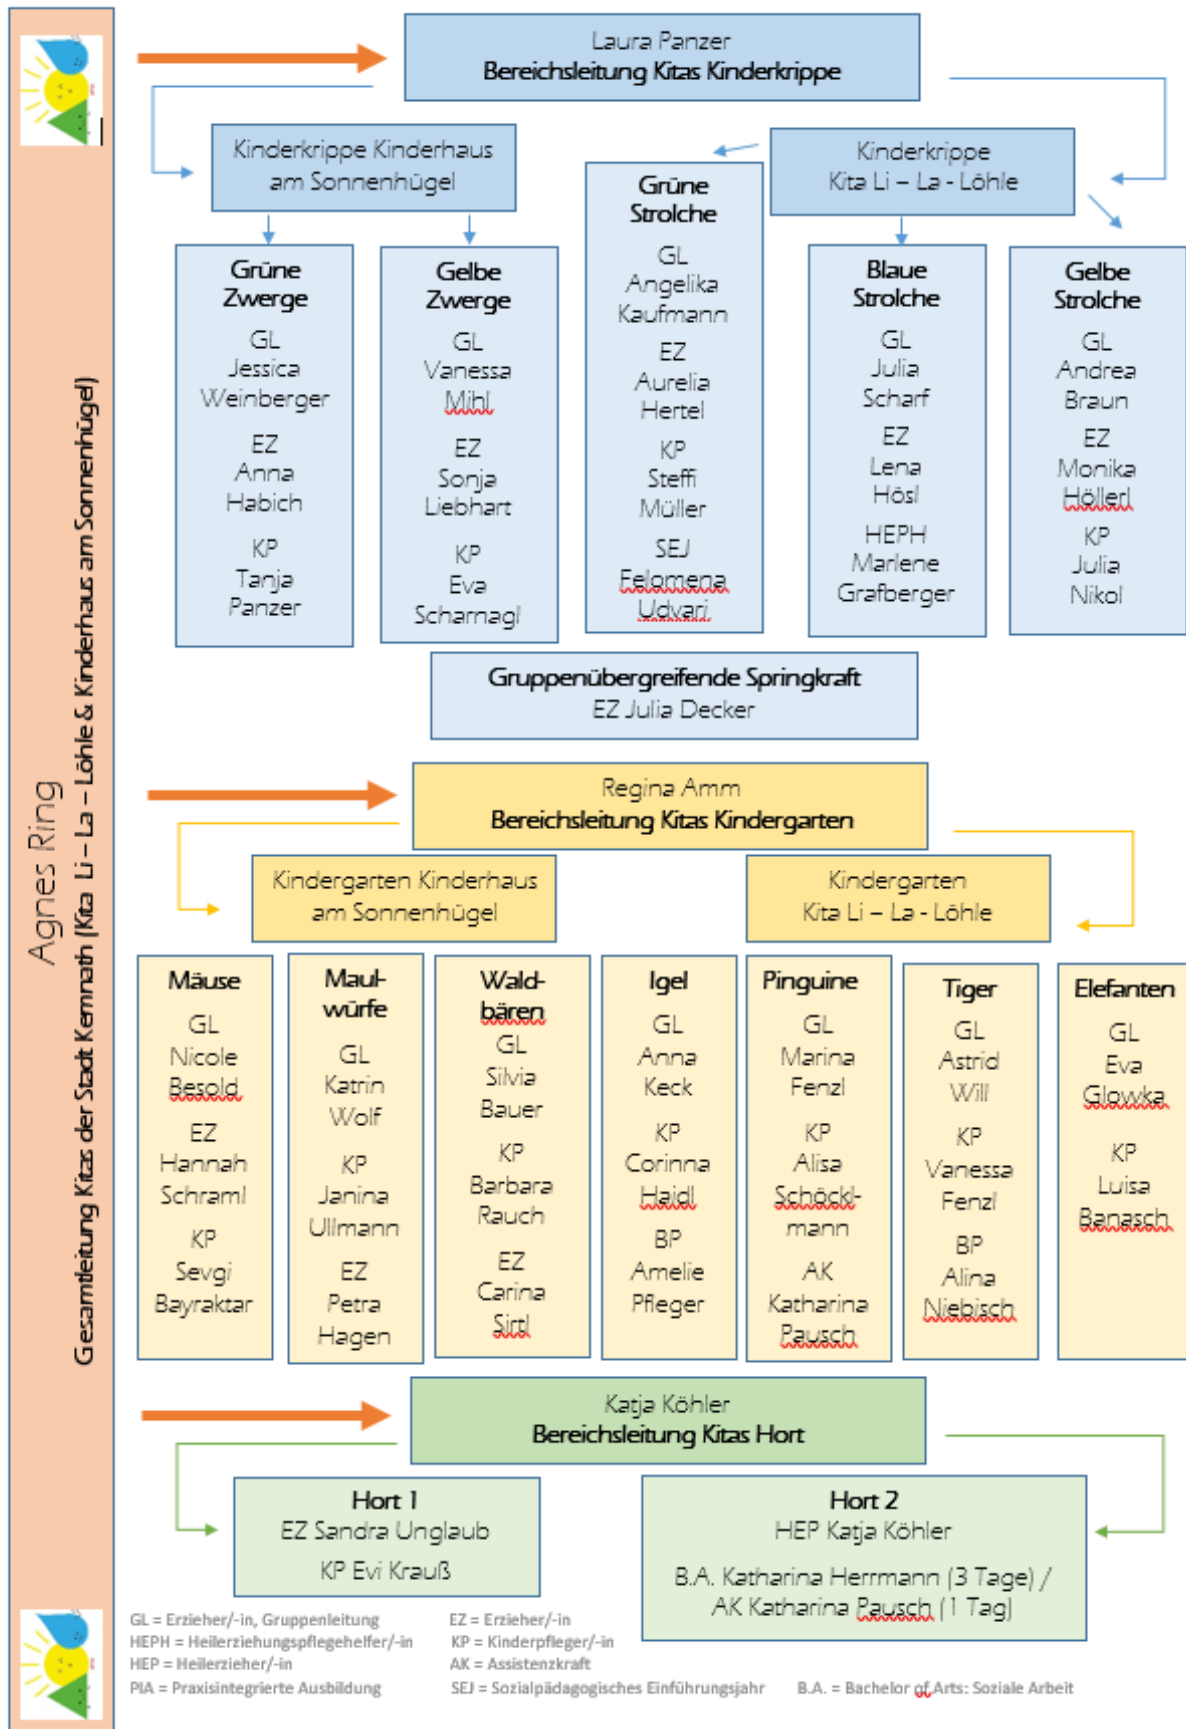 Agnes Ring
Gesamtleitung Kitas der Stadt Kemnath (Kita Li – La – Löhle & Kinderhaus am Sonnenhügel)
Laura Panzer
Bereichsleitung Kitas Kinderkrippe
Kinderkrippe Kinderhaus
am Sonnenhügel
Kinderkrippe
Kita Li – La - Löhle
Grüne
Zwerge
GL
Jessica
Weinberger
EZ
Anna
Habich
KP
Tanja
Panzer
Gelbe
Zwerge
GL
Vanessa
Mihl
EZ
Sonja
Liebhart
KP
Eva
Scharnagl
Grüne
Strolche
GL
Angelika
Kaufmann
EZ
Aurelia
Hertel
KP
Steffi
Müller
SEJ
Felomena
Udvari
Blaue
Strolche
GL
Julia
Scharf
EZ
Lena
Hösl
HEPH
Marlene
Grafberger
Gelbe
Strolche
GL
Andrea
Braun
EZ
Monika
Höllerl
KP
Julia
Nikol
Gruppenübergreifende Springkraft
EZ Julia Decker
Regina Amm
Bereichsleitung Kitas Kindergarten
Kindergarten Kinderhaus
am Sonnenhügel
Kindergarten
Kita Li – La - Löhle
Mäuse
GL
Nicole
Besold
EZ
Hannah
Schraml
KP
Sevgi
Bayraktar
Maul-
würfe
GL
Katrin
Wolf
KP
Janina
Ullmann
EZ
Petra
Hagen
Wald-
bären
GL
Silvia
Bauer
KP
Barbara
Rauch
EZ
Carina
Sirtl
Igel
GL
Anna
Keck
KP
Corinna
Haidl
BP
Amelie
Pfleger
Pinguine
GL
Marina
Fenzl
KP
Alisa
Schöckl-
mann
AK
Katharina
Pausch
Tiger
GL
Astrid
Will
KP
Vanessa
Fenzl
BP
Alina
Niebisch
Elefanten
GL
Eva
Glowka
KP
Luisa
Banasch
Katja Köhler
Bereichsleitung Kitas Hort
Hort 1
EZ Sandra Unglaub
KP Evi Krauß
Hort 2
HEP Katja Köhler
B.A. Katharina Herrmann (3 Tage) /
AK Katharina Pausch (1 Tag)
GL = Erzieher/-in, Gruppenleitung EZ = Erzieher/-in
HEPH = Heilerziehungspflegehelfer/-in KP = Kinderpfleger/-in
HEP = Heilerzieher/-in AK = Assistenzkraft
PIA = Praxisintegrierte Ausbildung SEJ = Sozialpädagogisches Einführungsjahr B.A. = Bachelor of Arts: Soziale Arbeit